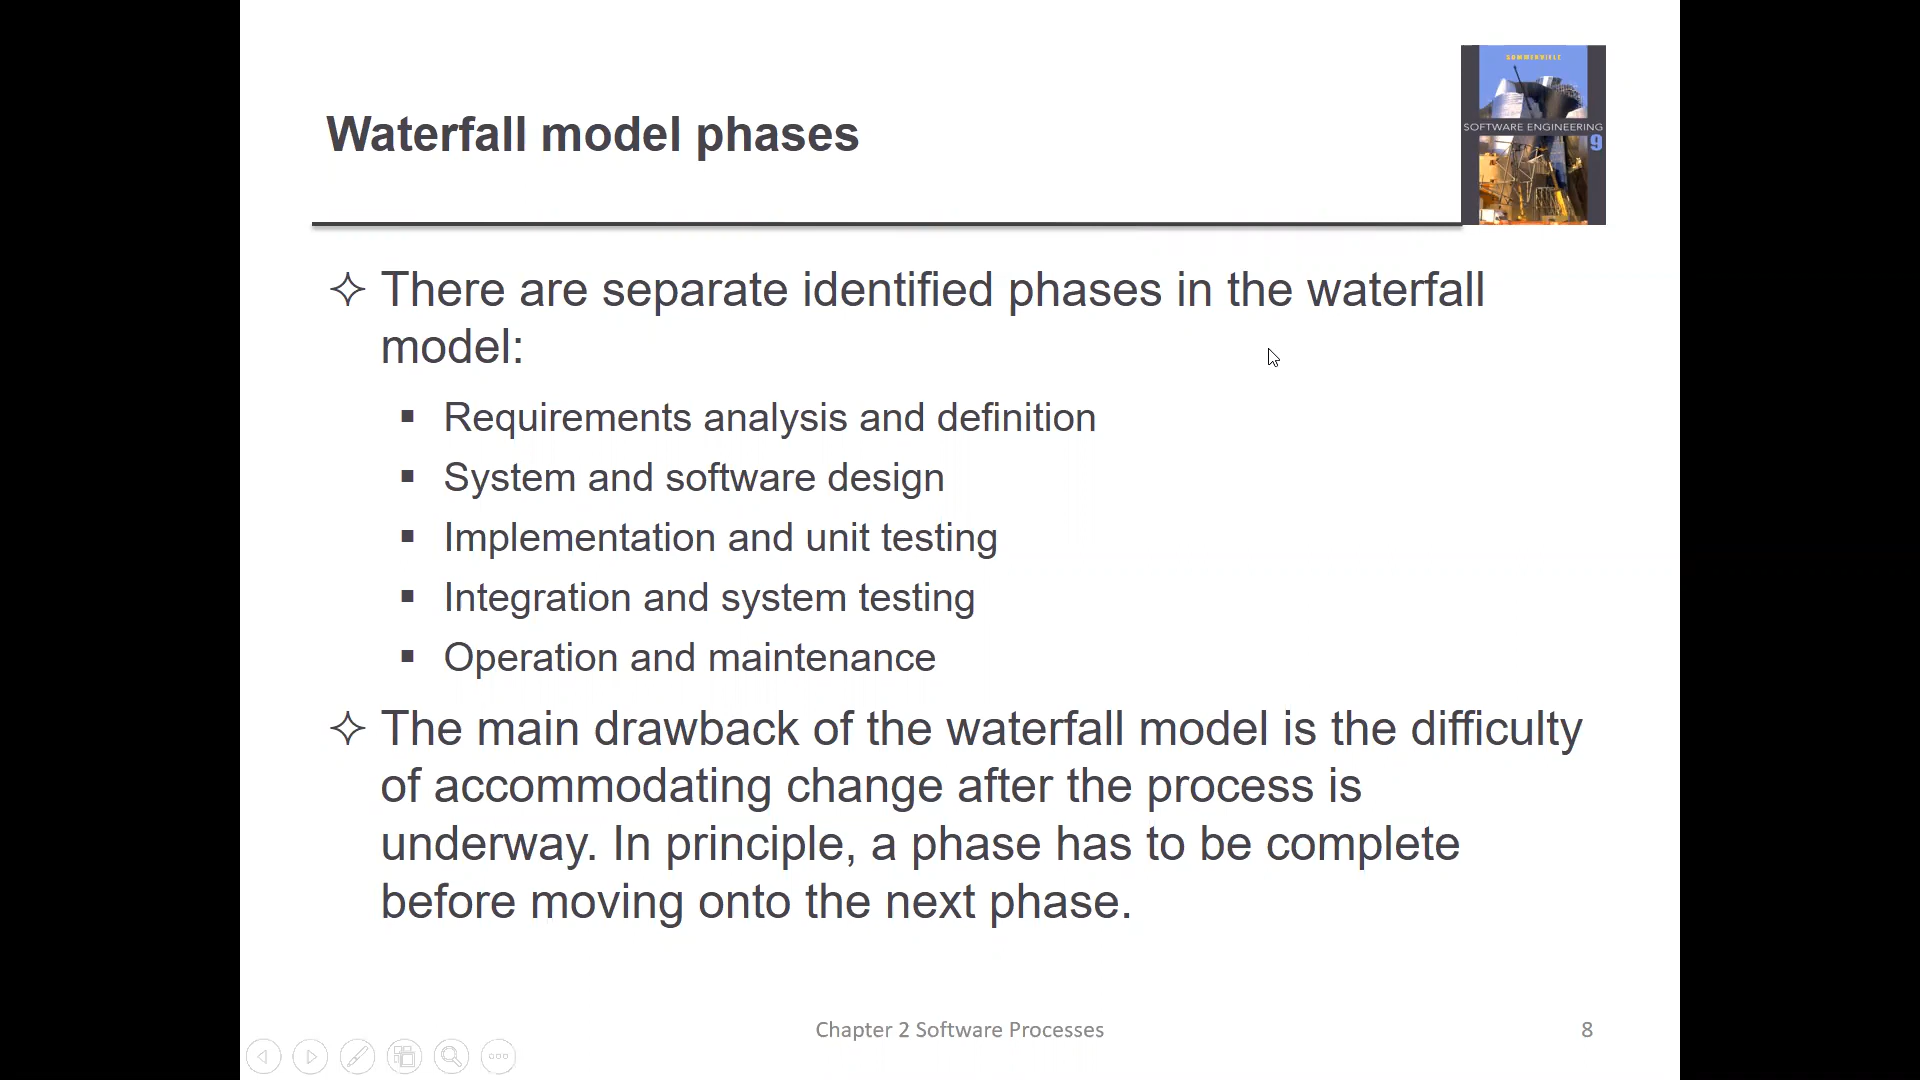 SOMMERVILLE
SOFTWARE ENGINEERING
9
Waterfall model phases
There are separate identified phases in the waterfall
model:
Requirements analysis and definition
System and software design
Implementation and unit testing
Integration and system testing
Operation and maintenance
The main drawback of the waterfall model is the difficulty
of accommodating change after the process is
underway. In principle, a phase has to be complete
before moving onto the next phase.
Chapter 2 Software Processes
8